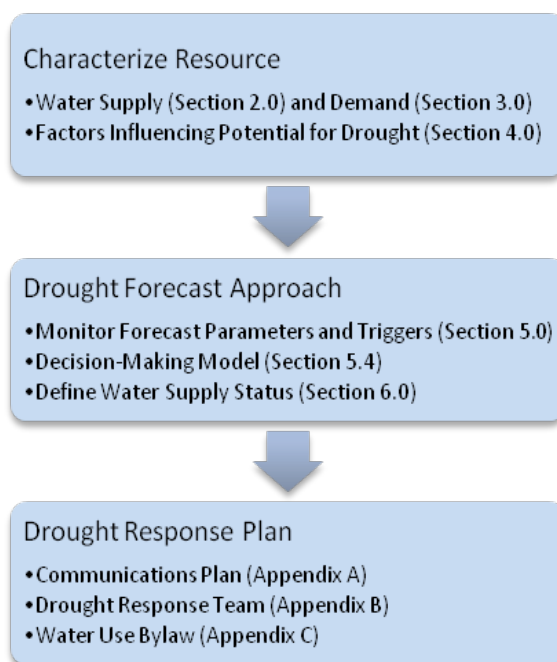 Characterize Resource
•Water Supply (Section 2.0) and Demand (Section 3.0)
•Factors Influencing Potential for Drought (Section 4.0)
Drought Forecast Approach
•Monitor Forecast Parameters and Triggers (Section 5.0)
•Decision-Making Model (Section 5.4)
•Define Water Supply Status (Section 6.0)
Drought Response Plan
•Communications Plan (Appendix A)
•Drought Response Team (Appendix B)
•Water Use Bylaw (Appendix C)